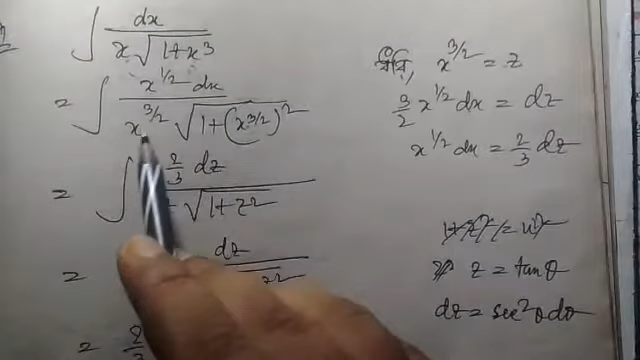 ∫ dx / x√(1+x³)
= ∫ x^{1/2} dx / x^{3/2} √(1+(x^{3/2})²)
= ∫ 2/3 dz / √(1+z²)
= dz / z²
= 2/3
ধরি, x^{3/2} = z
3/2 x^{1/2} dx = dz
x^{1/2} dx = 2/3 dz
z = tanθ
dz = sec²θ dθ